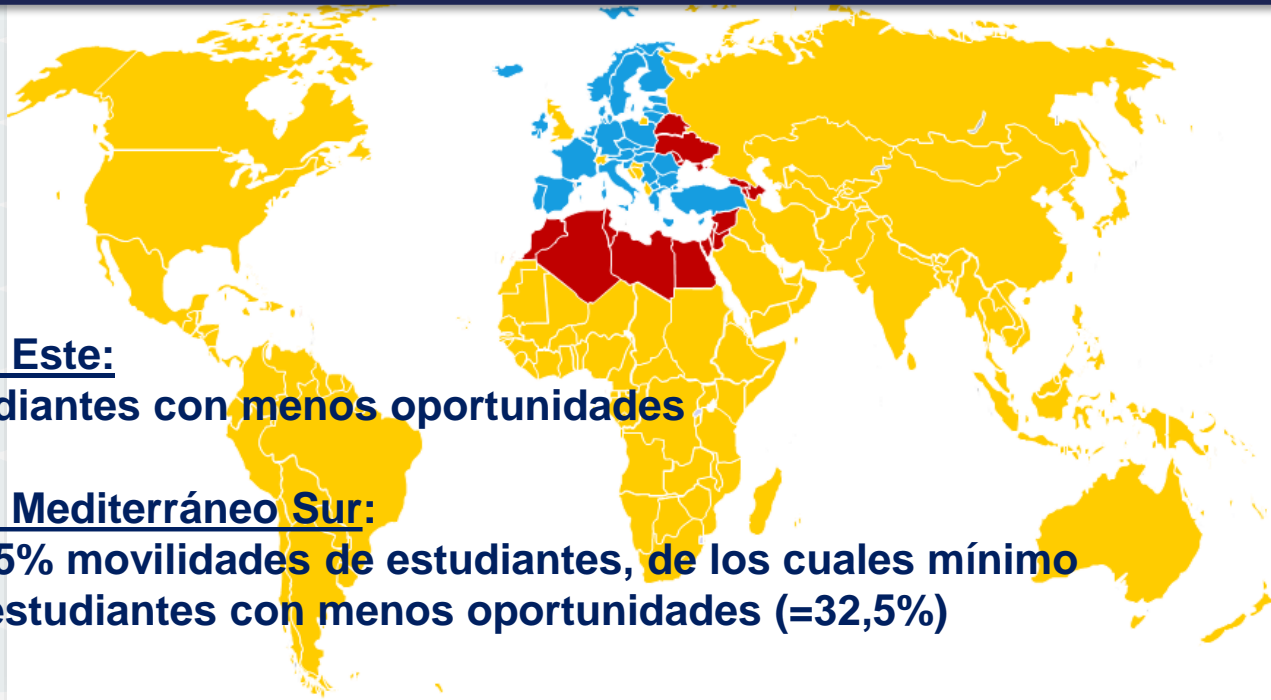 Este:
diantes con menos oportunidades
Mediterráneo Sur:
5% movilidades de estudiantes, de los cuales mínimo
estudiantes con menos oportunidades (=32,5%)